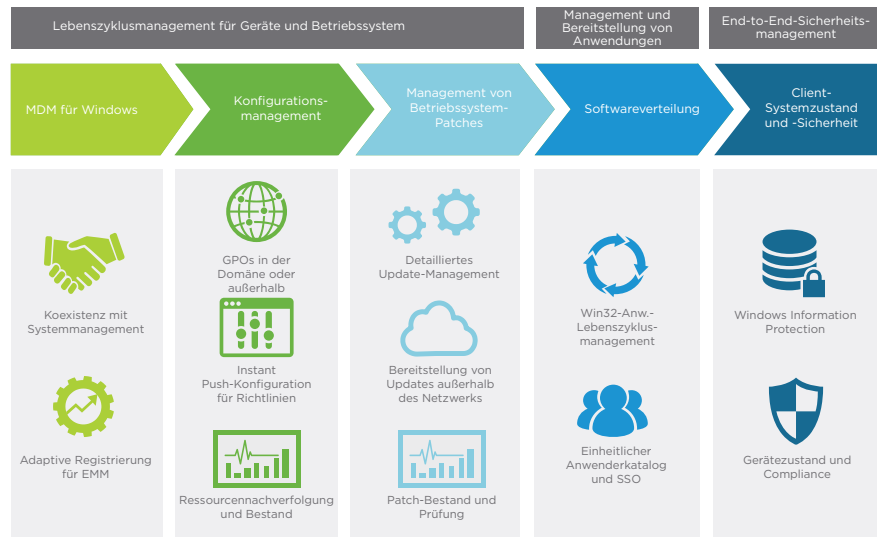 Lebenszyklusmanagement für Geräte und Betriebssystem
Management und
Bereitstellung von
Anwendungen
End-to-End-Sicherheits-
management
MDM für Windows
Konfigurations-
management
Management von
Betriebssystem-
Patches
Softwareverteilung
Client-
Systemzustand
und -Sicherheit
Koexistenz mit
Systemmanagement
Adaptive Registrierung
für EMM
GPOs in der
Domäne oder
außerhalb
Instant
Push-Konfiguration
für Richtlinien
Ressourcennachverfolgung
und Bestand
Detailliertes
Update-Management
Bereitstellung von
Updates außerhalb
des Netzwerks
Patch-Bestand und
Prüfung
Win32-Anw.-
Lebenszyklus-
management
Einheitlicher
Anwenderkatalog
und SSO
Windows Information
Protection
Gerätezustand und
Compliance